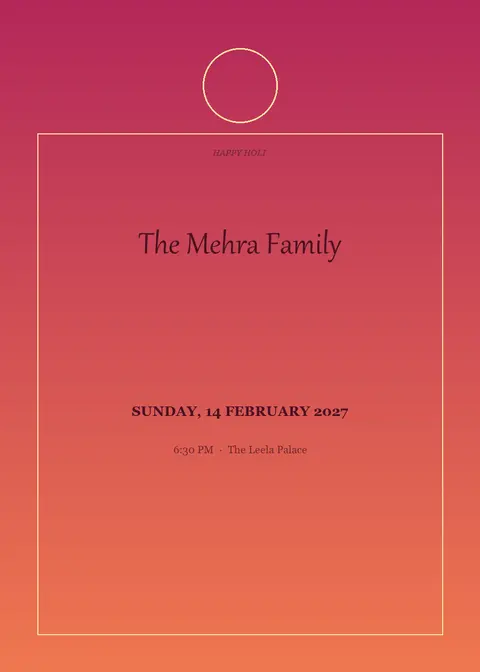 HAPPY HOLI
The Mehra Family
SUNDAY, 14 FEBRUARY 2027
6:30 PM · The Leela Palace